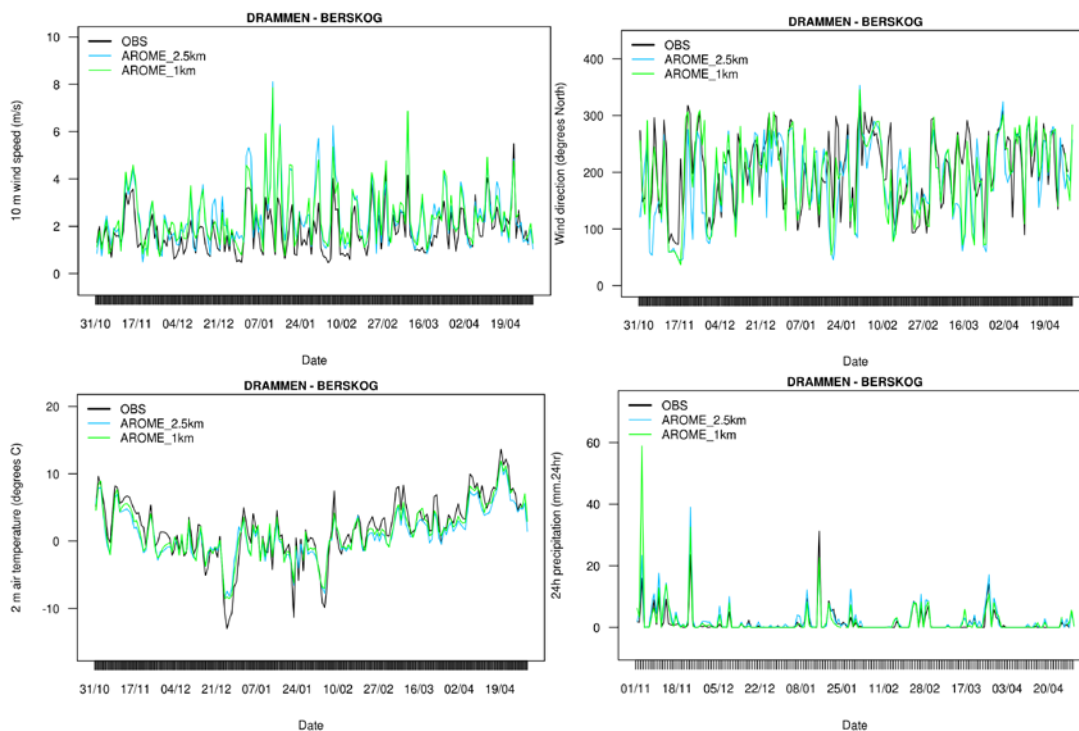 DRAMMEN - BERSKOG
10 m wind speed (m/s)
10
8
6
4
2
0
OBS
AROME_2.5km
AROME_1km
31/10 17/11 04/12 21/12 07/01 24/01 10/02 27/02 16/03 02/04 19/04
Date
DRAMMEN - BERSKOG
Wind direction (degrees North)
400
300
200
100
0
OBS
AROME_2.5km
AROME_1km
31/10 17/11 04/12 21/12 07/01 24/01 10/02 27/02 16/03 02/04 19/04
Date
DRAMMEN - BERSKOG
2 m air temperature (degrees C)
20
10
0
-10
OBS
AROME_2.5km
AROME_1km
31/10 17/11 04/12 21/12 07/01 24/01 10/02 27/02 16/03 02/04 19/04
Date
DRAMMEN - BERSKOG
24h precipitation (mm.24hr)
60
40
20
0
OBS
AROME_2.5km
AROME_1km
01/11 18/11 05/12 22/12 08/01 25/01 11/02 28/02 17/03 03/04 20/04
Date